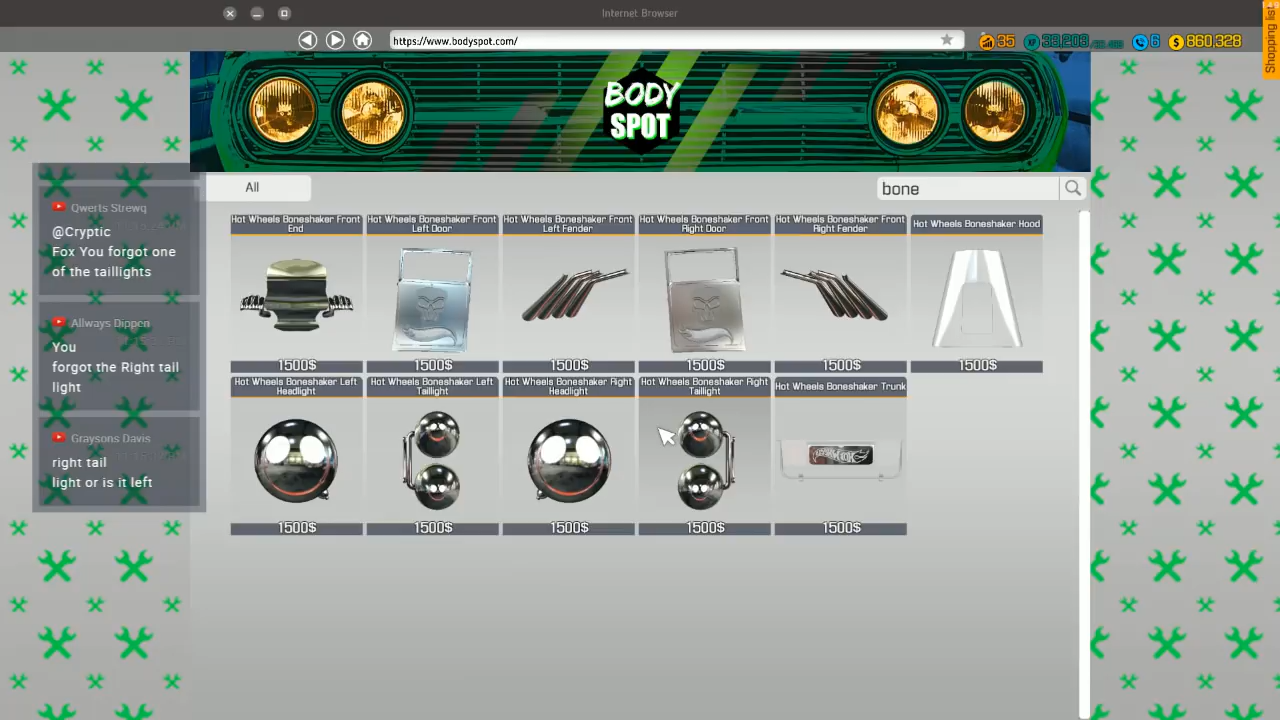 Internet Browser
https://www.bodyspot.com/
35
6
860,328
Shopping list
BODY
SPOT
All
bone
Qwerts Strewq
@Cryptic
Fox You forgot one
of the taillights
Allways Dippen
You
forgot the Right tail
light
Graysons Davis
right tail
light or is it left
Hot Wheels Boneshaker Front
End
1500$
Hot Wheels Boneshaker Front
Left Door
1500$
Hot Wheels Boneshaker Front
Left Fender
1500$
Hot Wheels Boneshaker Front
Right Door
1500$
Hot Wheels Boneshaker Front
Right Fender
1500$
Hot Wheels Boneshaker Hood
1500$
Hot Wheels Boneshaker Left
Headlight
1500$
Hot Wheels Boneshaker Left
Taillight
1500$
Hot Wheels Boneshaker Right
Headlight
1500$
Hot Wheels Boneshaker Right
Taillight
1500$
Hot Wheels Boneshaker Trunk
1500$